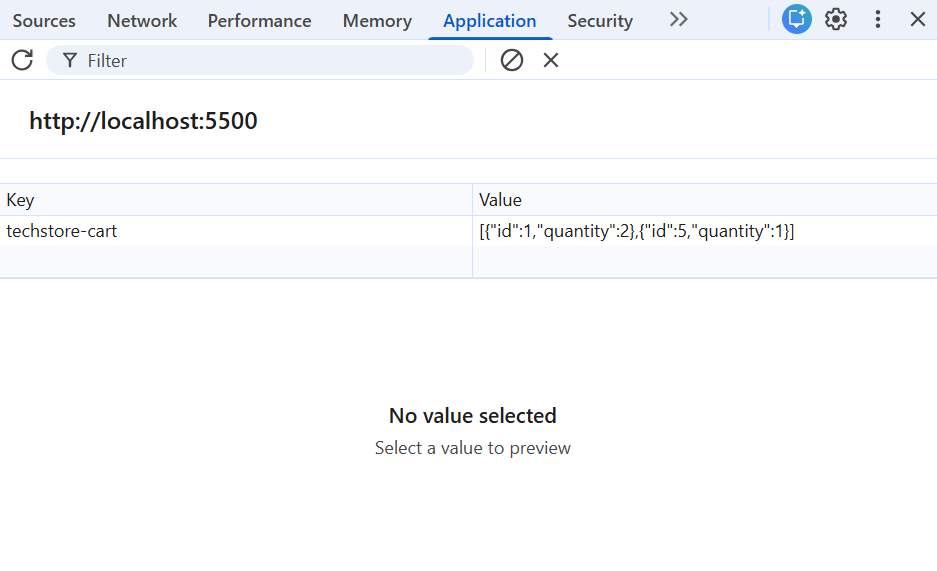 Sources Network Performance Memory Application Security
Filter
http://localhost:5500
Key Value
techstore-cart [{"id":1,"quantity":2},{"id":5,"quantity":1}]
No value selected
Select a value to preview